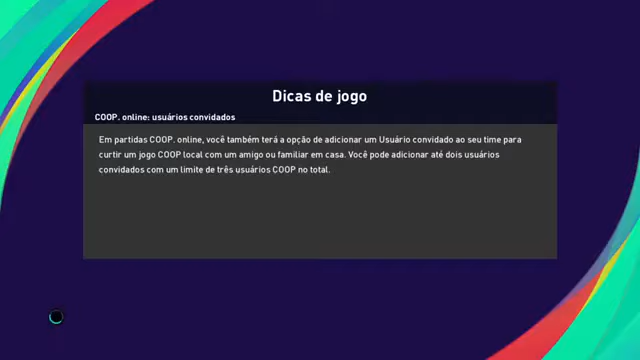 Dicas de jogo
COOP. online: usuários convidados
Em partidas COOP. online, você também terá a opção de adicionar um Usuário convidado ao seu time para
curtir um jogo COOP local com um amigo ou familiar em casa. Você pode adicionar até dois usuários
convidados com um limite de três usuários COOP no total.